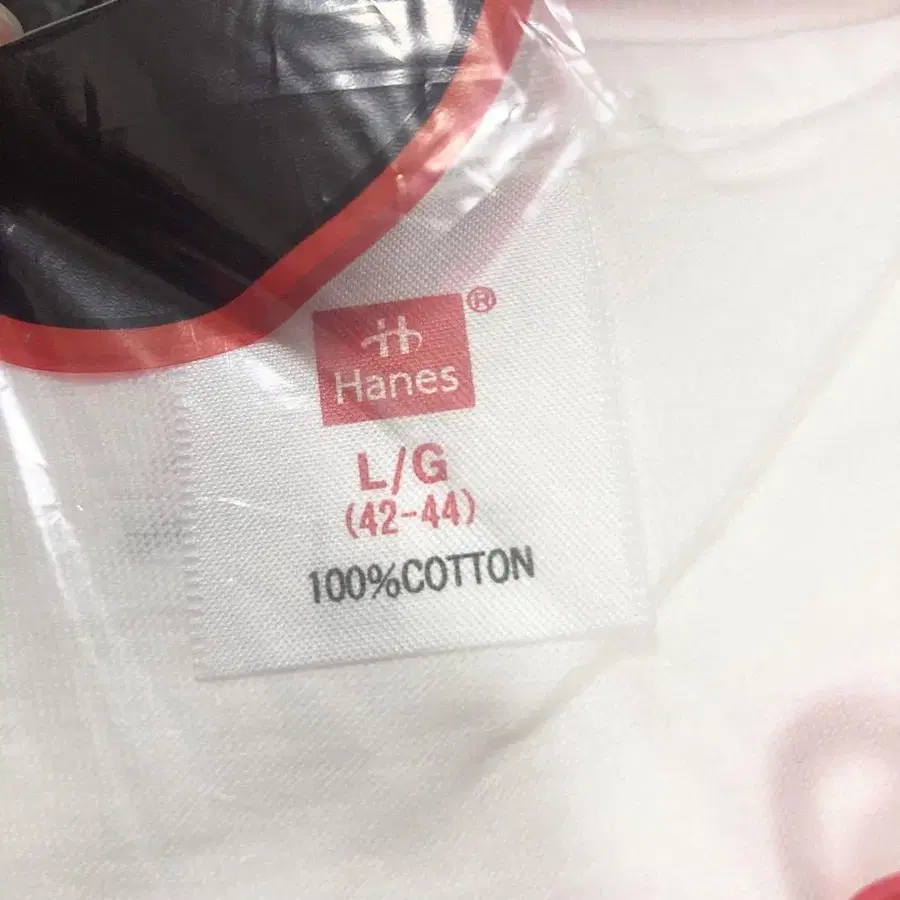 ®
Hanes
L/G
(42-44)
100%COTTON